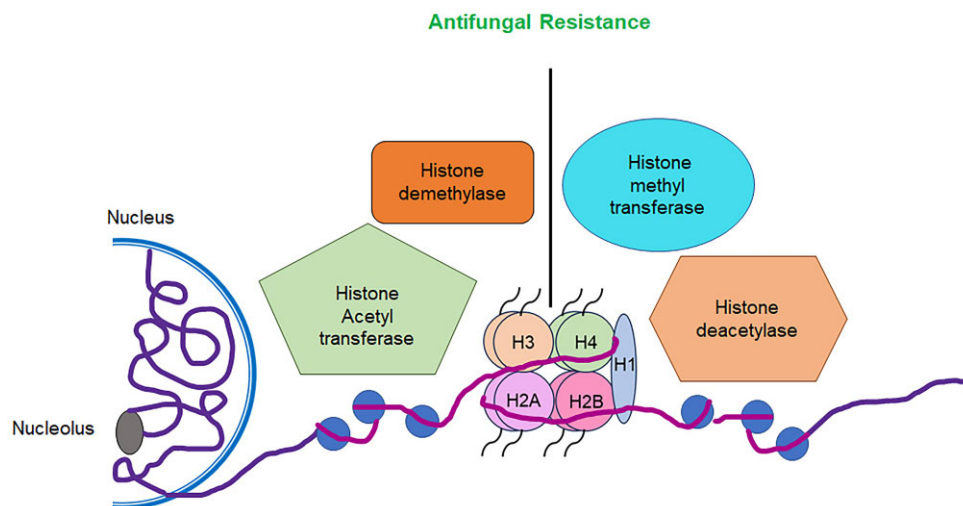 Antifungal Resistance
Histone
demethylase
Histone
methyl
transferase
Nucleus
Histone
Acetyl
transferase
Histone
deacetylase
H3
H4
H1
H2A
H2B
Nucleolus